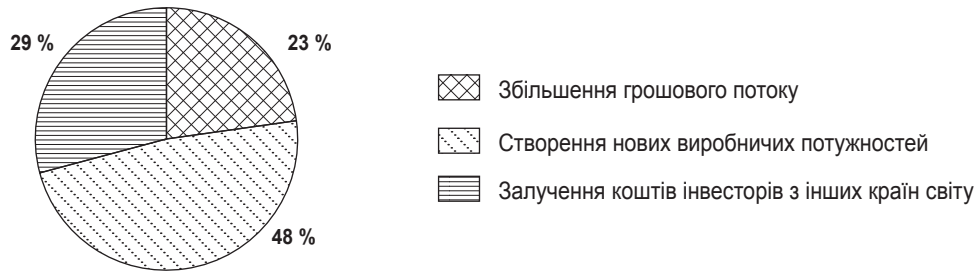 29 %
23 %
48 %
Збільшення грошового потоку
Створення нових виробничих потужностей
Залучення коштів інвесторів з інших країн світу